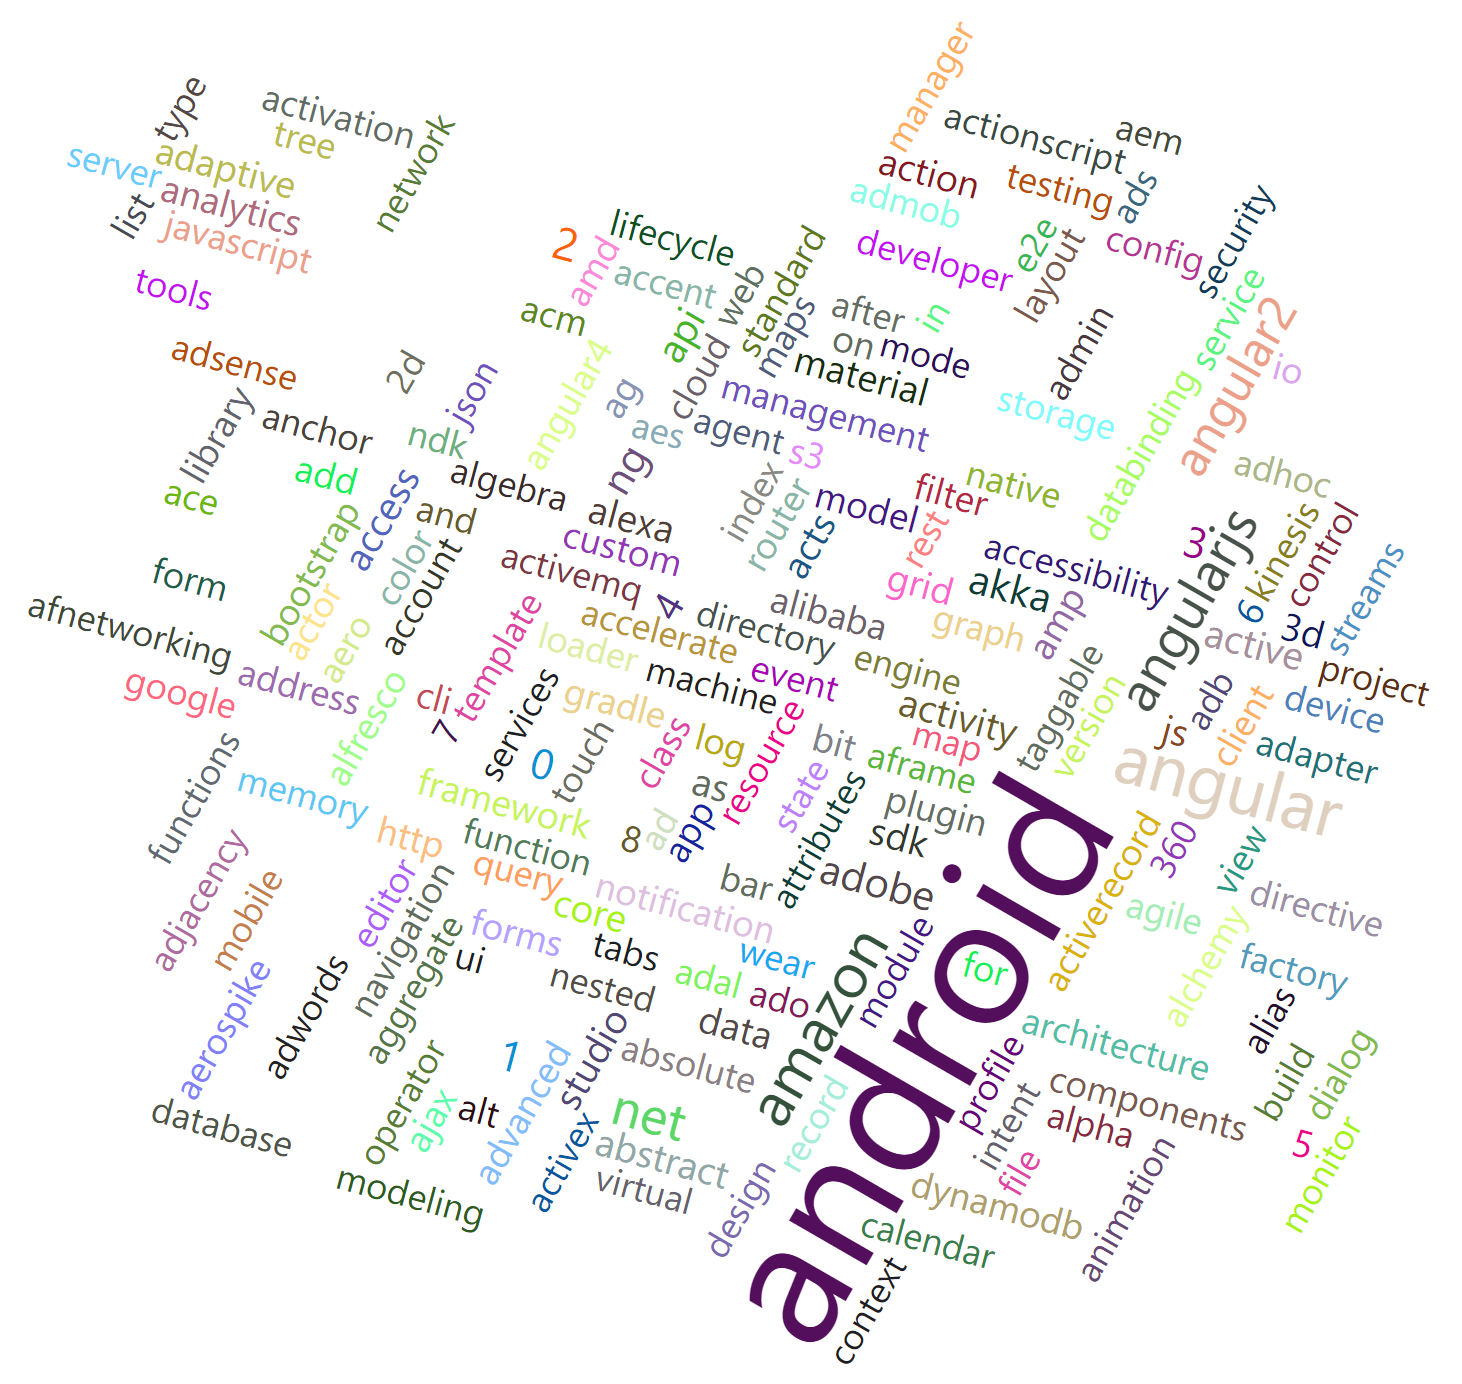 manager
type
activation
tree
network
actionscript
aem
server
adaptive
action
testing
ads
list
analytics
admob
security
javascript
2
lifecycle
standard
developer
e2e
layout
config
tools
amd
accent
web
after
in
service
acm
api
maps
on
mode
admin
angular2
io
adsense
2d
json
angular4
ag
cloud
material
management
storage
databinding
library
anchor
ndk
aes
agent
s3
adhoc
add
access
algebra
ng
index
router
model
filter
native
ace
bootstrap
and
alexa
acts
rest
accessibility
angularjs
3
kinesis
control
streams
form
color
account
custom
activemq
4
alibaba
grid
akka
amp
6
3d
afnetworking
actor
aero
template
accelerate
directory
graph
active
project
google
address
alfresco
cli
7
services
loader
gradle
machine
event
engine
activity
taggable
version
adb
client
device
functions
memory
0
touch
class
log
resource
bit
state
map
aframe
js
angular
adapter
framework
function
8
ad
as
app
attributes
plugin
sdk
android
360
view
adjacency
mobile
http
editor
query
core
notification
bar
adobe
activerecord
agile
directive
navigation
forms
aggregate
ui
tabs
nested
adal
wear
ado
amazon
module
for
alchemy
factory
aerospike
adwords
1
studio
data
absolute
profile
architecture
alias
build
dialog
database
operator
ajax
alt
advanced
activex
net
abstract
record
intent
components
alpha
file
5
monitor
modeling
virtual
design
dynamodb
calendar
animation
context